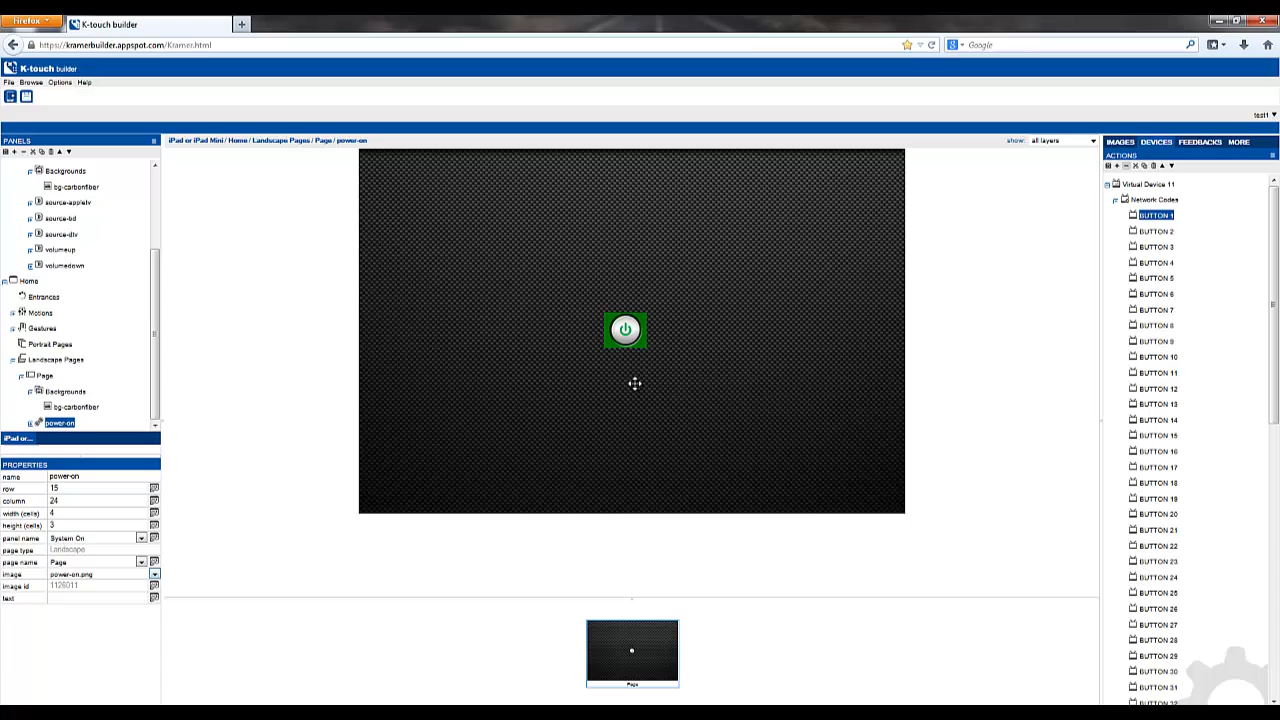 Firefox
K-touch builder
https://kramerbuilder.appspot.com/Kramer.html
Google
K-touch builder
File Browse Options Help
test1
PANELS
Backgrounds
bg-carbonfiber
source-appletv
source-bd
source-dtv
volumeup
volumedown
Home
Entrances
Motions
Gestures
Portrait Pages
Landscape Pages
Page
Backgrounds
bg-carbonfiber
power-on
iPad or...
PROPERTIES
name power-on
row 15
column 24
width (cells) 4
height (cells) 3
panel name System On
page type Landscape
page name Page
image power-on.png
image id 1126011
text
iPad or iPad Mini / Home / Landscape Pages / Page / power-on
show: all layers
Page
IMAGES DEVICES FEEDBACKS MORE
ACTIONS
Virtual Device 11
Network Codes
BUTTON 1
BUTTON 2
BUTTON 3
BUTTON 4
BUTTON 5
BUTTON 6
BUTTON 7
BUTTON 8
BUTTON 9
BUTTON 10
BUTTON 11
BUTTON 12
BUTTON 13
BUTTON 14
BUTTON 15
BUTTON 16
BUTTON 17
BUTTON 18
BUTTON 19
BUTTON 20
BUTTON 21
BUTTON 22
BUTTON 23
BUTTON 24
BUTTON 25
BUTTON 26
BUTTON 27
BUTTON 28
BUTTON 29
BUTTON 30
BUTTON 31
BUTTON 32